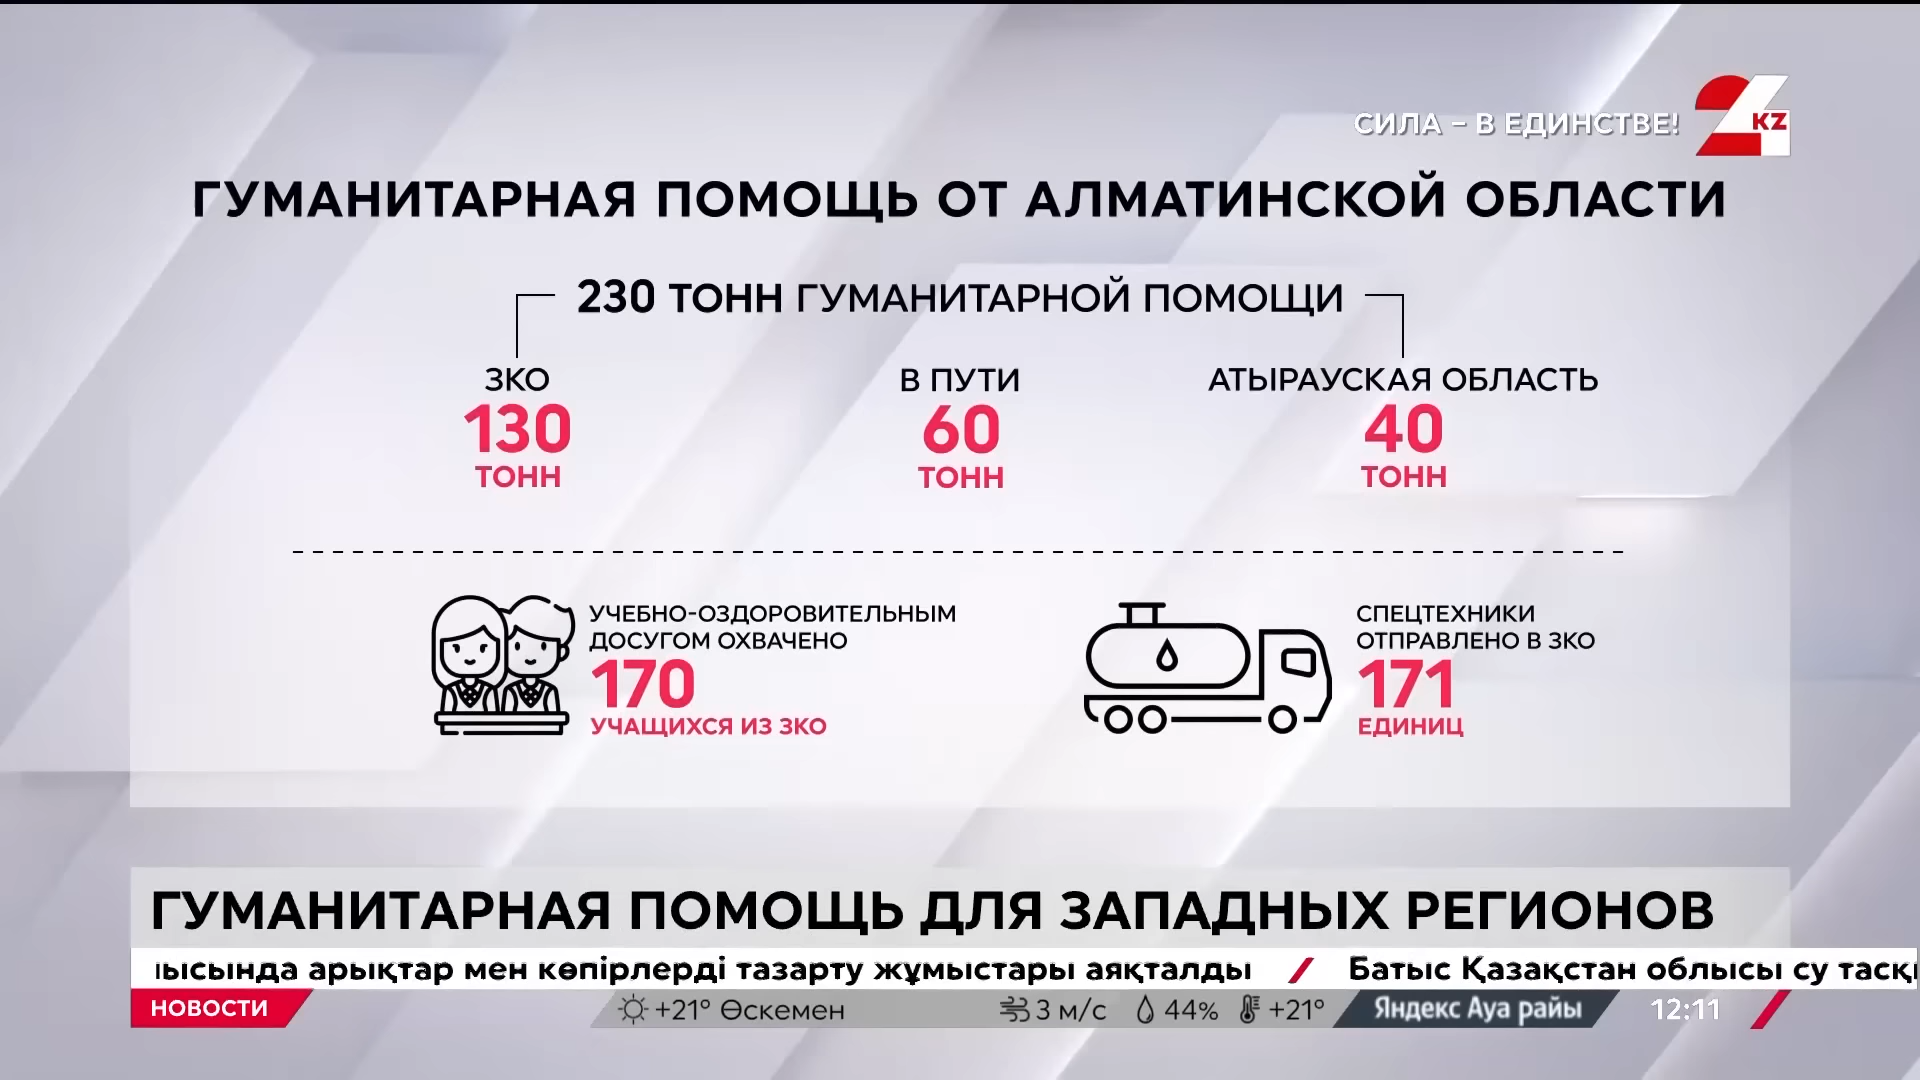 СИЛА – В ЕДИНСТВЕ!
24 KZ
ГУМАНИТАРНАЯ ПОМОЩЬ ОТ АЛМАТИНСКОЙ ОБЛАСТИ
230 ТОНН ГУМАНИТАРНОЙ ПОМОЩИ
ЗКО
130
ТОНН
В ПУТИ
60
ТОНН
АТЫРАУСКАЯ ОБЛАСТЬ
40
ТОНН
УЧЕБНО-ОЗДОРОВИТЕЛЬНЫМ
ДОСУГОМ ОХВАЧЕНО
170
УЧАЩИХСЯ ИЗ ЗКО
СПЕЦТЕХНИКИ
ОТПРАВЛЕНО В ЗКО
171
ЕДИНИЦ
ГУМАНИТАРНАЯ ПОМОЩЬ ДЛЯ ЗАПАДНЫХ РЕГИОНОВ
арықтар мен көпірлерді тазарту жұмыстары аяқталды / Батыс Қазақстан облысы су
НОВОСТИ
+21° Өскемен 3 м/с 44% +21° Яндекс Ауа райы 12:11